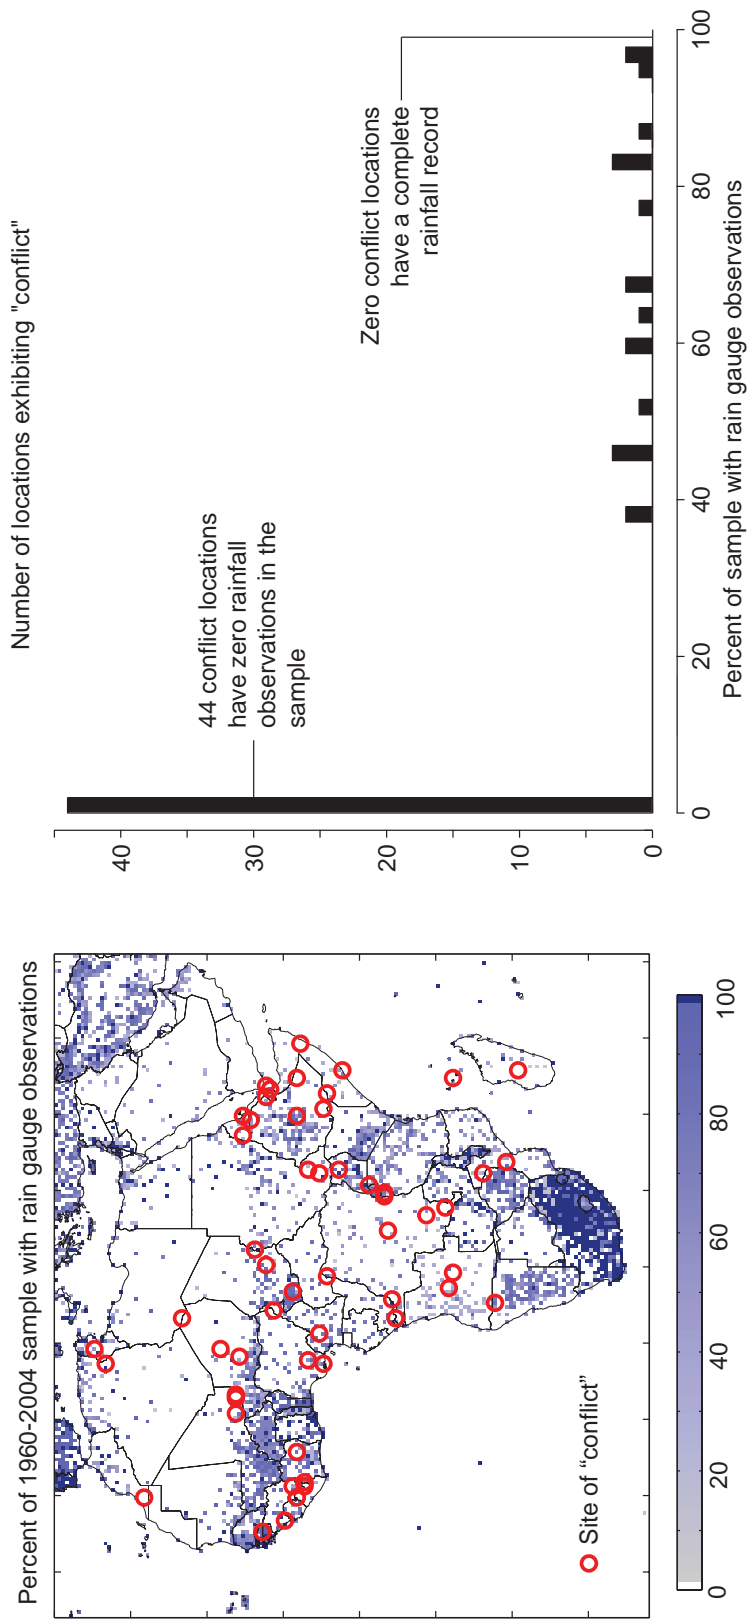 Percent of 1960-2004 sample with rain gauge observations
Site of “conflict”
0
20
40
60
80
100
Number of locations exhibiting "conflict"
40
30
20
10
0
44 conflict locations
have zero rainfall
observations in the
sample
Zero conflict locations
have a complete
rainfall record
0
20
40
60
80
100
Percent of sample with rain gauge observations